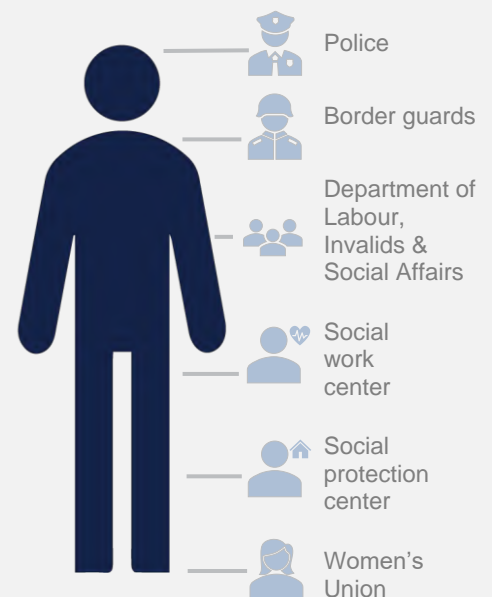 Police
Border guards
Department of
Labour,
Invalids &
Social Affairs
Social
work
center
Social
protection
center
Women's
Union